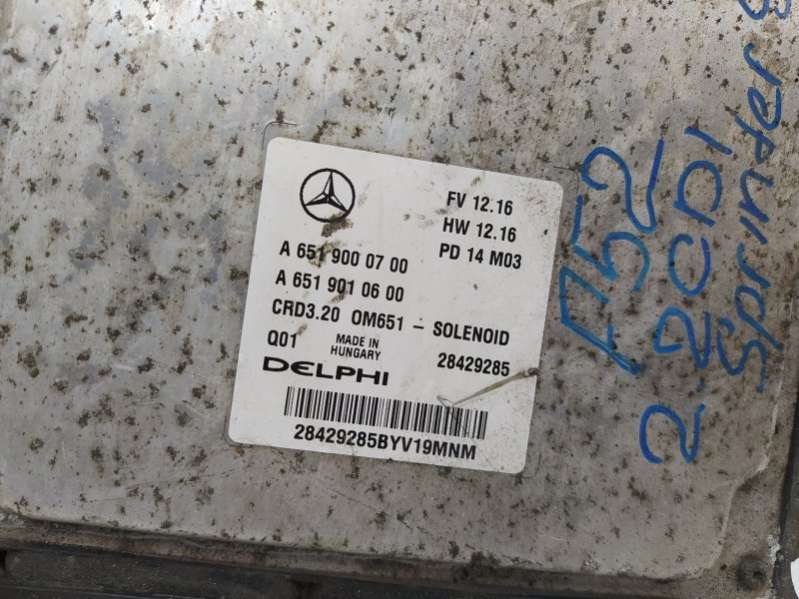 FV 12.16
HW 12.16
PD 14 M03
A 651 900 07 00
A 651 901 06 00
CRD3.20 OM651 – SOLENOID
Q01 MADE IN HUNGARY 28429285
DELPHI
28429285BYV19MNM
2.2CDI
Sprinter